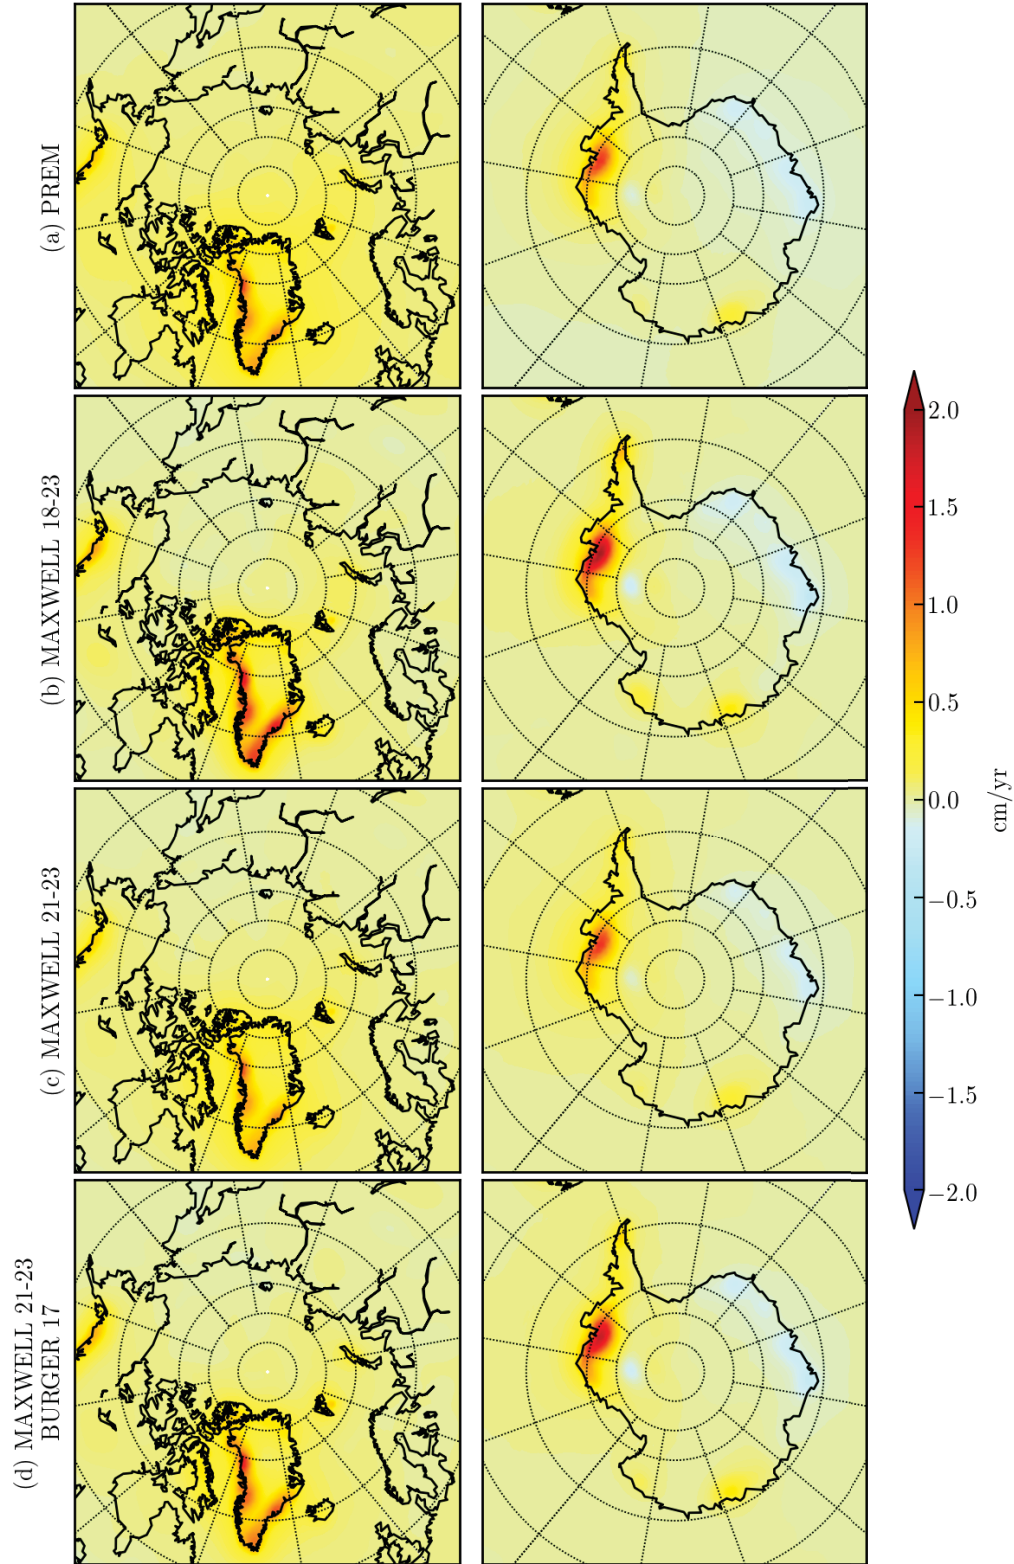 (a) PREM
(b) MAXWELL 18-23
(c) MAXWELL 21-23
(d) MAXWELL 21-23
BURGER 17
2.0
1.5
1.0
0.5
0.0
−0.5
−1.0
−1.5
−2.0
cm/yr